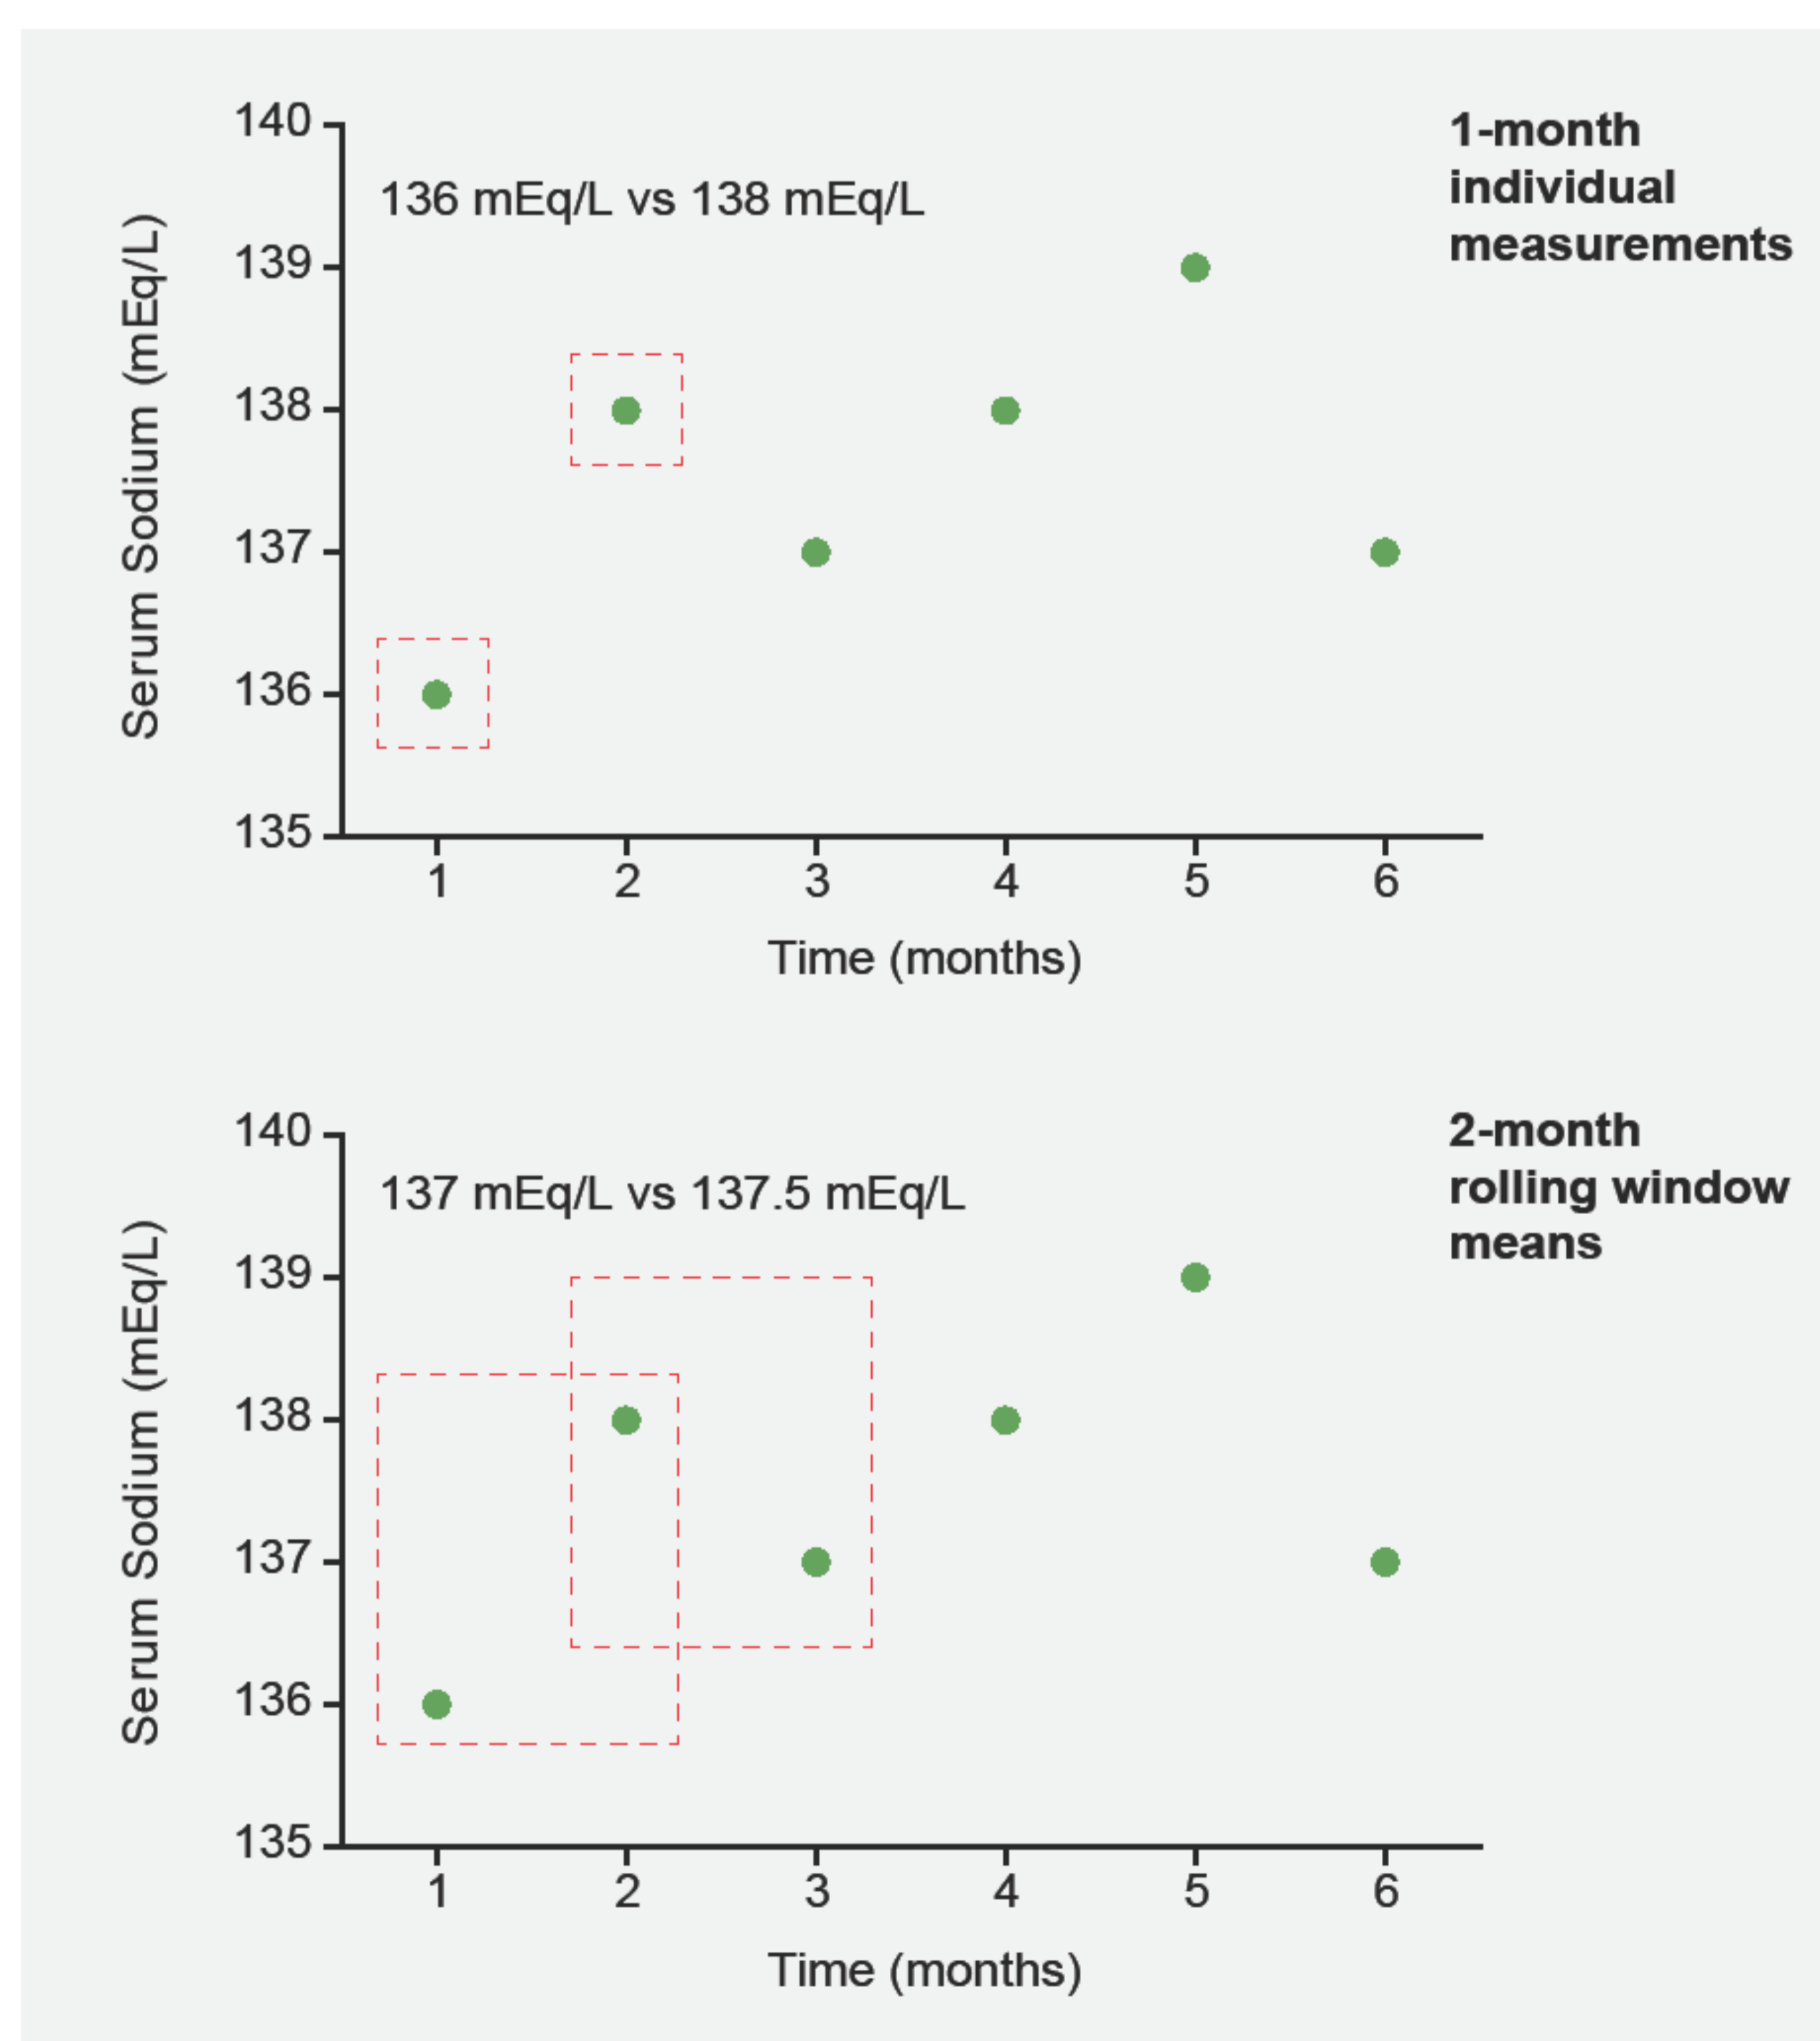 140
136 mEq/L vs 138 mEq/L
139
138
137
136
135
Serum Sodium (mEq/L)
1 2 3 4 5 6
Time (months)
1-month
individual
measurements
140
137 mEq/L vs 137.5 mEq/L
139
138
137
136
135
Serum Sodium (mEq/L)
1 2 3 4 5 6
Time (months)
2-month
rolling window
means